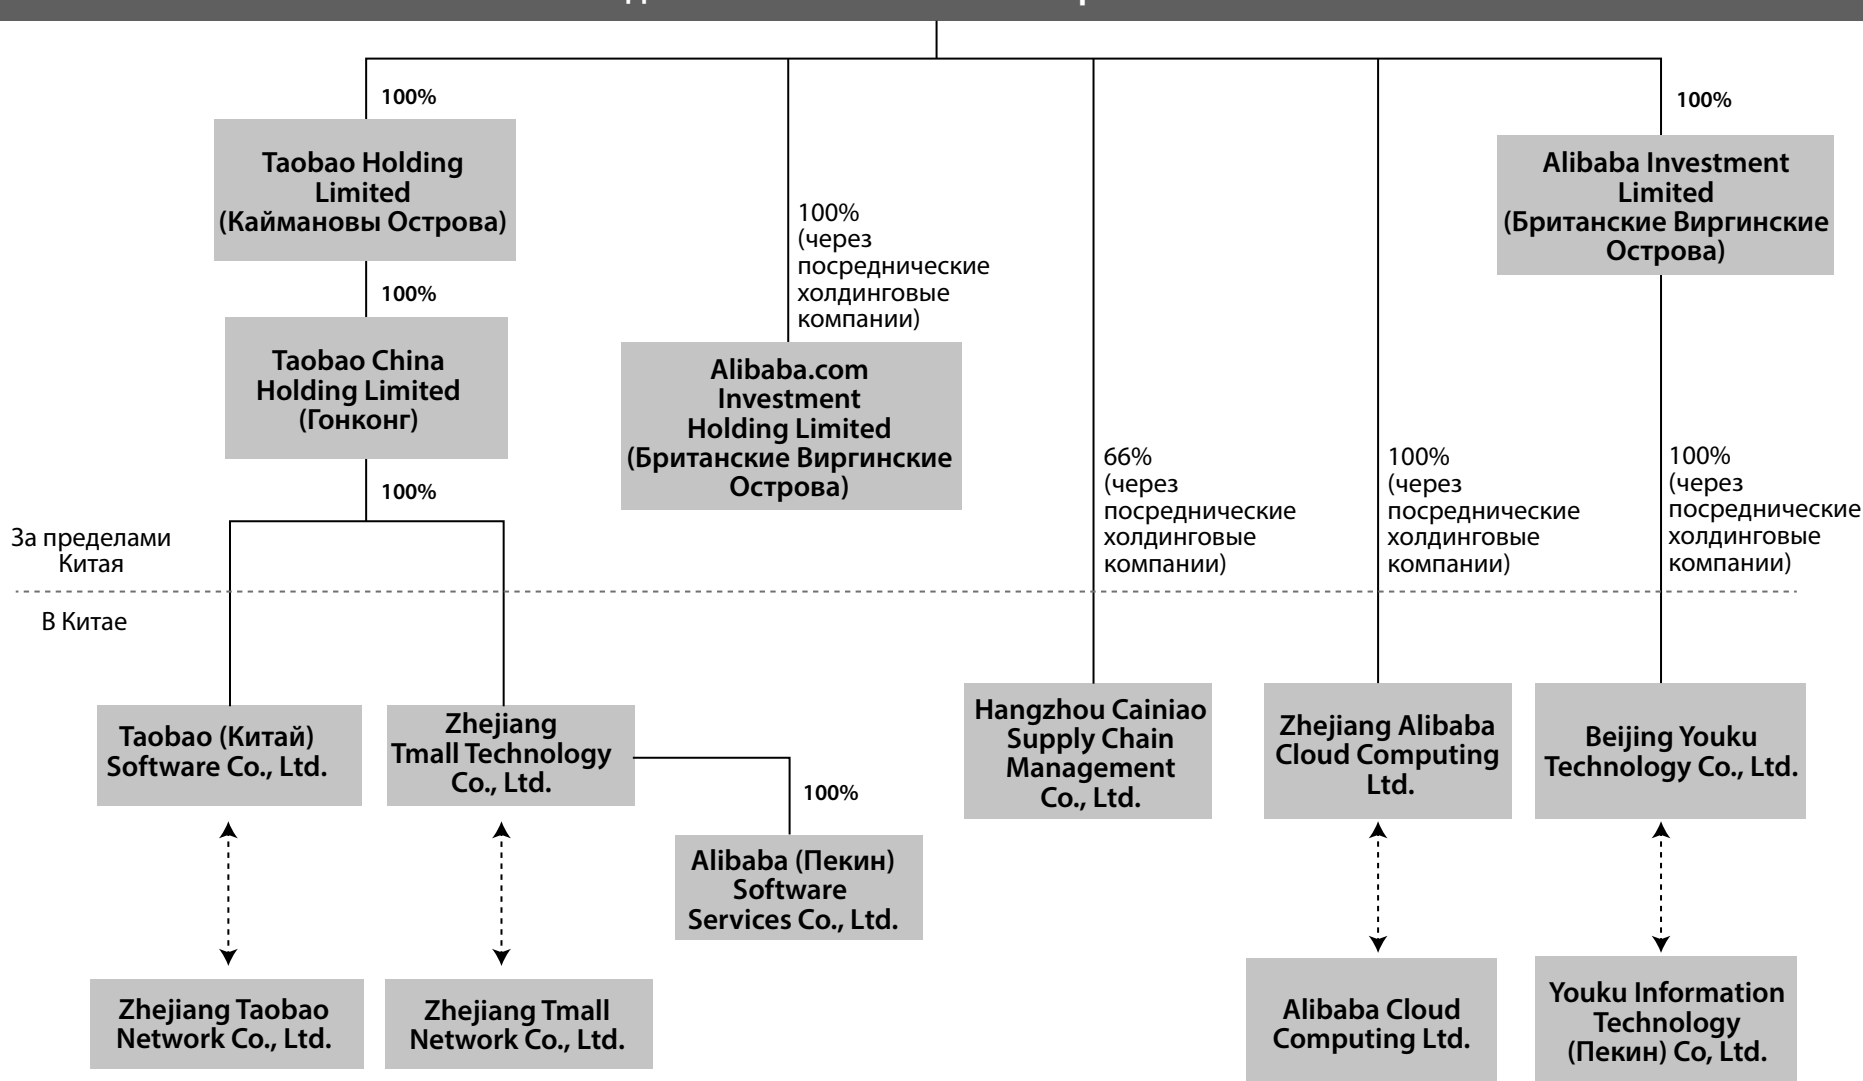 100%
Taobao Holding
Limited
(Каймановы Острова)
100%
Taobao China
Holding Limited
(Гонконг)
100%
100%
(через
посреднические
холдинговые
компании)
Alibaba.com
Investment
Holding Limited
(Британские Виргинские
Острова)
100%
Alibaba Investment
Limited
(Британские Виргинские
Острова)
66%
(через
посреднические
холдинговые
компании)
100%
(через
посреднические
холдинговые
компании)
100%
(через
посреднические
холдинговые
компании)
За пределами
Китая
В Китае
Taobao (Китай)
Software Co., Ltd.
Zhejiang
Tmall Technology
Co., Ltd.
100%
Alibaba (Пекин)
Software
Services Co., Ltd.
Hangzhou Cainiao
Supply Chain
Management
Co., Ltd.
Zhejiang Alibaba
Cloud Computing
Ltd.
Beijing Youku
Technology Co., Ltd.
Zhejiang Taobao
Network Co., Ltd.
Zhejiang Tmall
Network Co., Ltd.
Alibaba Cloud
Computing Ltd.
Youku Information
Technology
(Пекин) Co, Ltd.